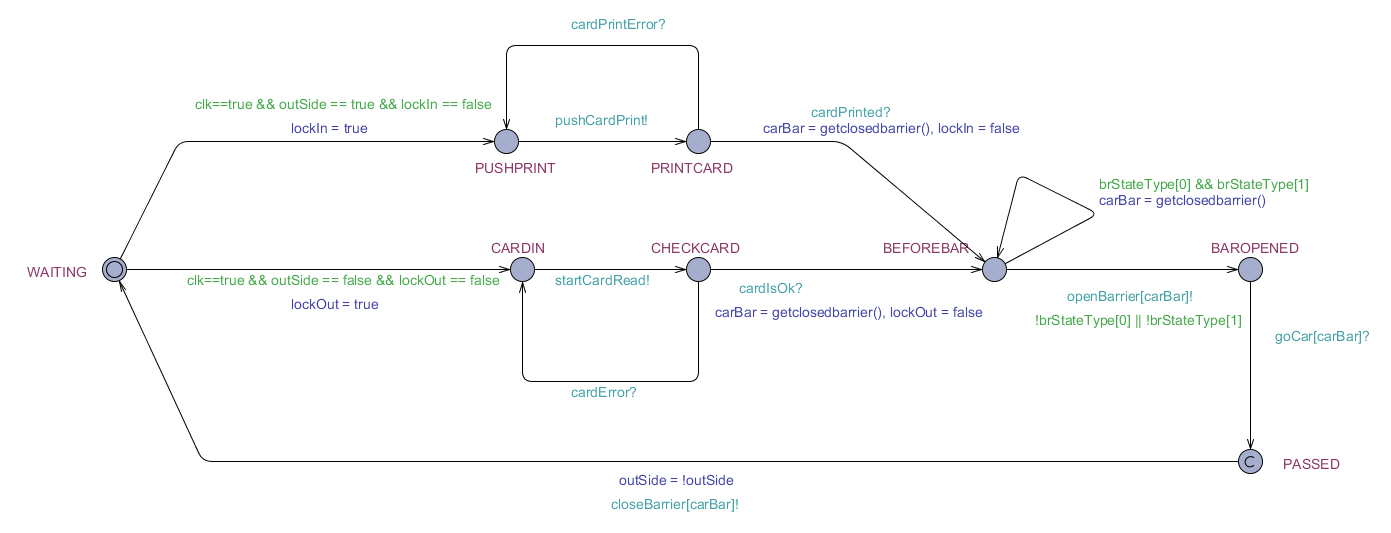 cardPrintError?
clk==true && outSide == true && lockIn == false
lockIn = true
pushCardPrint!
cardPrinted?
carBar = getclosedbarrier(), lockIn = false
PUSHPRINT
PRINTCARD
brStateType[0] && brStateType[1]
carBar = getclosedbarrier()
WAITING
CARDIN
CHECKCARD
BEFOREBAR
BAROPENED
clk==true && outSide == false && lockOut == false
lockOut = true
startCardRead!
cardIsOk?
carBar = getclosedbarrier(), lockOut = false
openBarrier[carBar]!
!brStateType[0] || !brStateType[1]
goCar[carBar]?
cardError?
C
PASSED
outSide = !outSide
closeBarrier[carBar]!